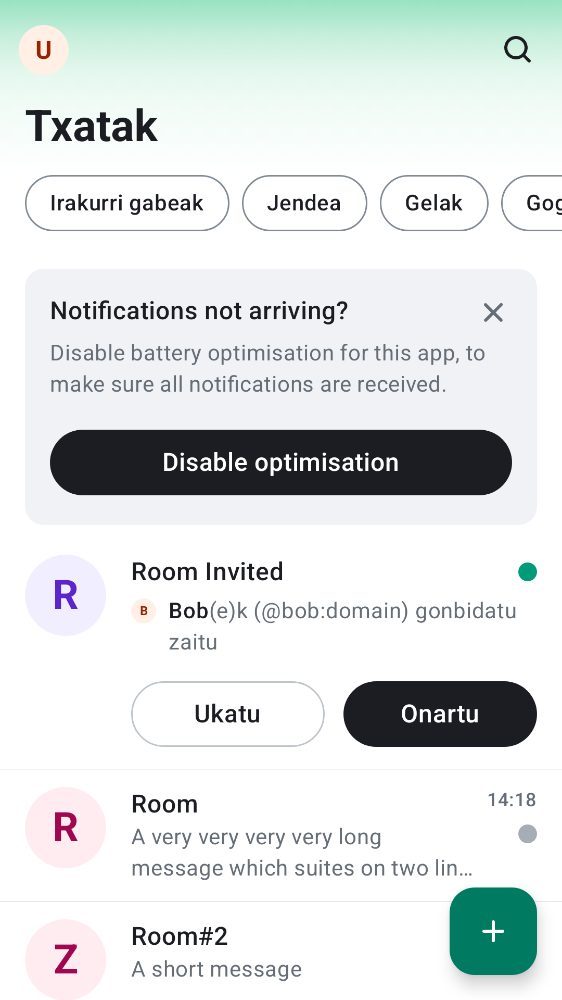 U
Txatak
Irakurri gabeak
Jendea
Gelak
Gog
Notifications not arriving?
Disable battery optimisation for this app, to
make sure all notifications are received.
Disable optimisation
R
Room Invited
B
Bob(e)k (@bob:domain) gonbidatu
zaitu
Ukatu
Onartu
R
Room
14:18
A very very very very long
message which suites on two lin…
Z
Room#2
A short message